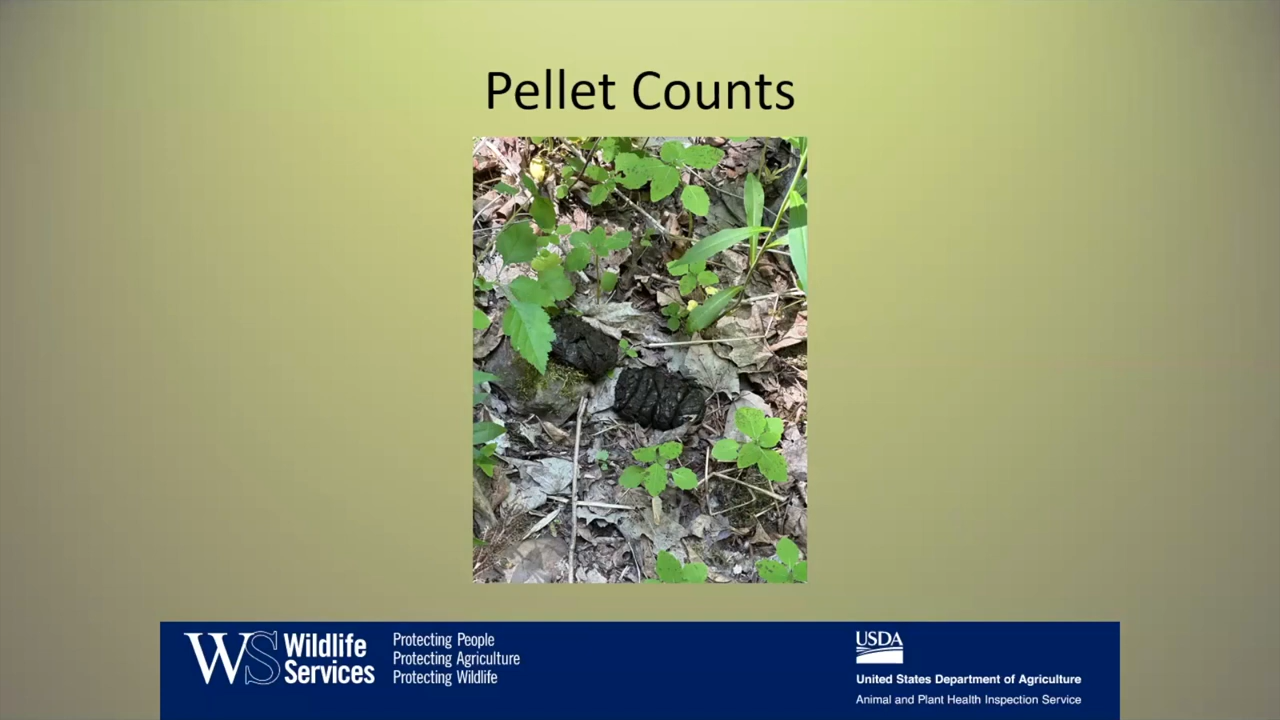 Pellet Counts
WS Wildlife Services
Protecting People
Protecting Agriculture
Protecting Wildlife
USDA
United States Department of Agriculture
Animal and Plant Health Inspection Service